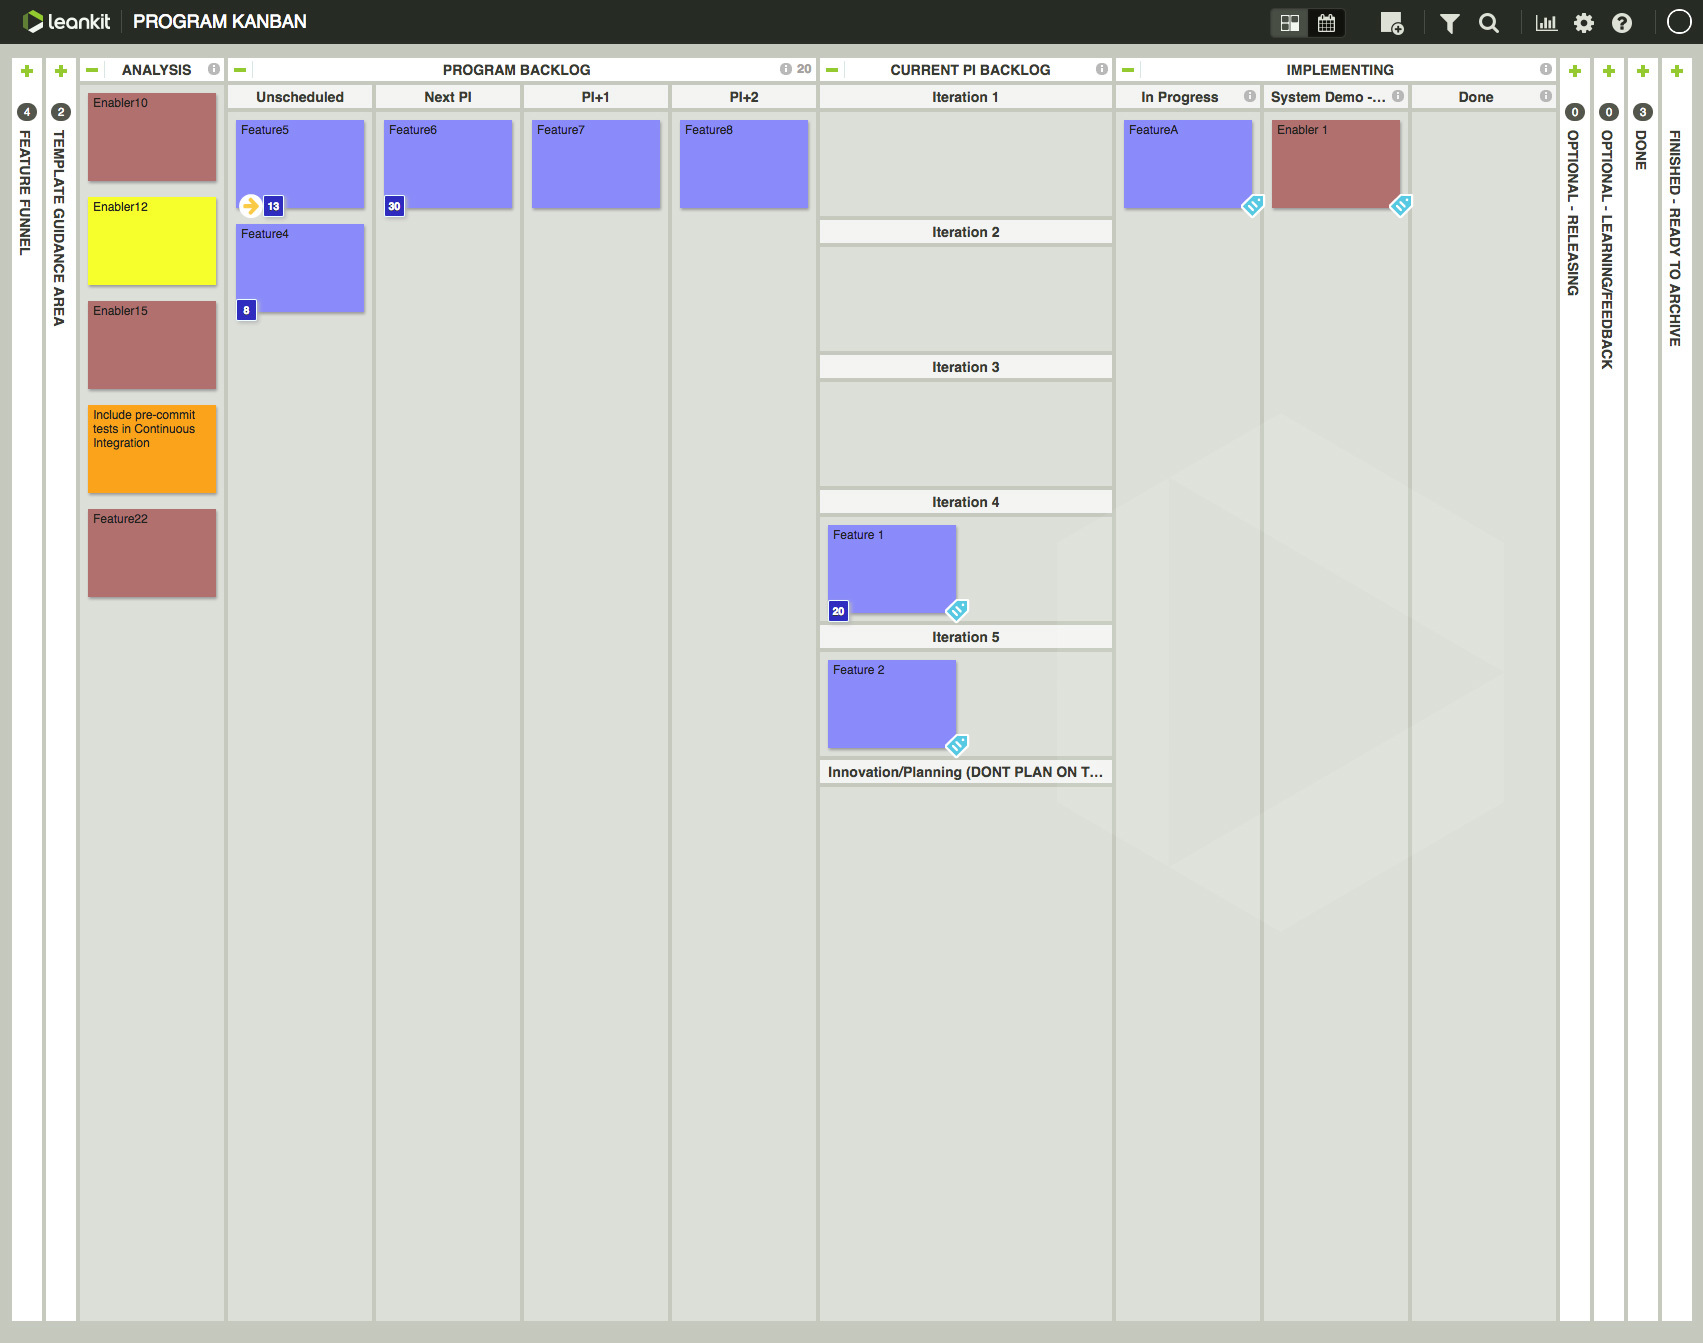 leankit PROGRAM KANBAN
4
FEATURE FUNNEL
2
TEMPLATE GUIDANCE AREA
ANALYSIS
Enabler10
Enabler12
Enabler15
Include pre-commit
tests in Continuous
Integration
Feature22
PROGRAM BACKLOG 20
Unscheduled
Feature5
13
Feature4
8
Next PI
Feature6
30
PI+1
Feature7
PI+2
Feature8
CURRENT PI BACKLOG
Iteration 1
Iteration 2
Iteration 3
Iteration 4
Feature 1
20
Iteration 5
Feature 2
Innovation/Planning (DONT PLAN ON T...
IMPLEMENTING
In Progress
FeatureA
System Demo -...
Enabler 1
Done
0
OPTIONAL - RELEASING
0
OPTIONAL - LEARNING/FEEDBACK
3
DONE
FINISHED - READY TO ARCHIVE